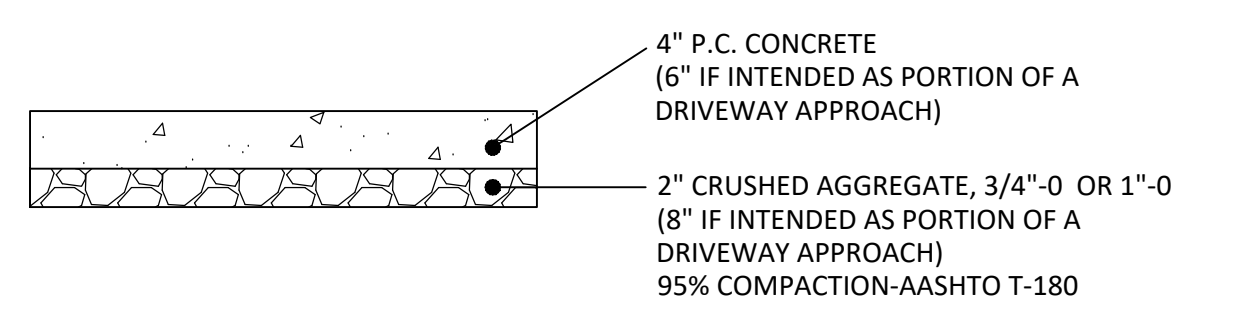 4" P.C. CONCRETE
(6" IF INTENDED AS PORTION OF A
DRIVEWAY APPROACH)
2" CRUSHED AGGREGATE, 3/4"-0  OR 1"-0
(8" IF INTENDED AS PORTION OF A
DRIVEWAY APPROACH)
95% COMPACTION-AASHTO T-180